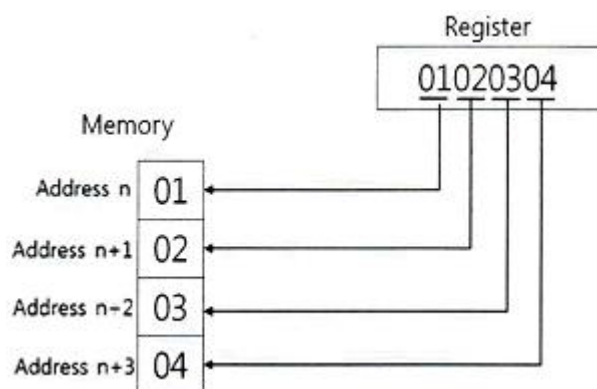 Register
01020304
Memory
Address n 01
Address n+1 02
Address n+2 03
Address n+3 04